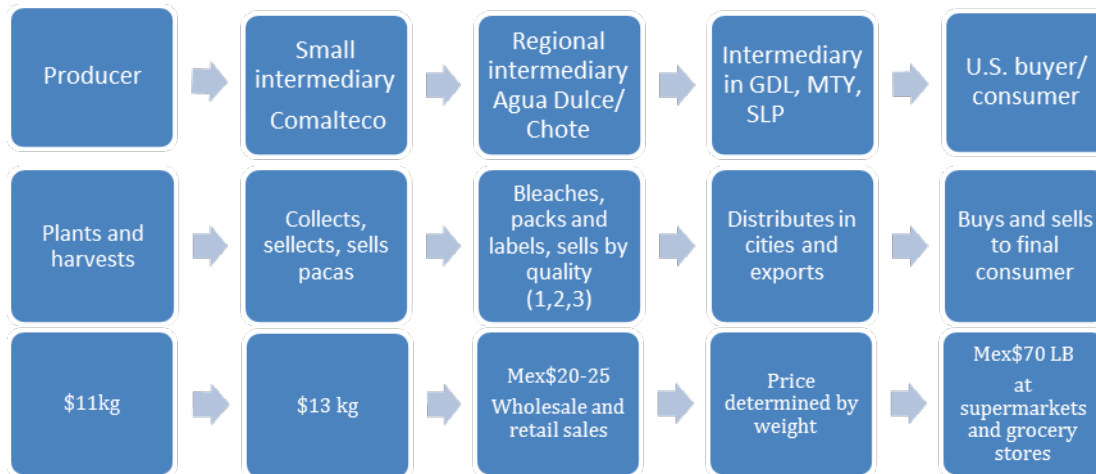 Producer
Small
intermediary
Comalteco
Regional
intermediary
Agua Dulce/
Chote
Intermediary
in GDL, MTY,
SLP
U.S. buyer/
consumer
Plants and
harvests
Collects,
sellects, sells
pacas
Bleaches,
packs and
labels, sells by
quality
(1,2,3)
Distributes in
cities and
exports
Buys and sells
to final
consumer
$11kg
$13 kg
Mex$20-25
Wholesale and
retail sales
Price
determined by
weight
Mex$70 LB
at
supermarkets
and grocery
stores